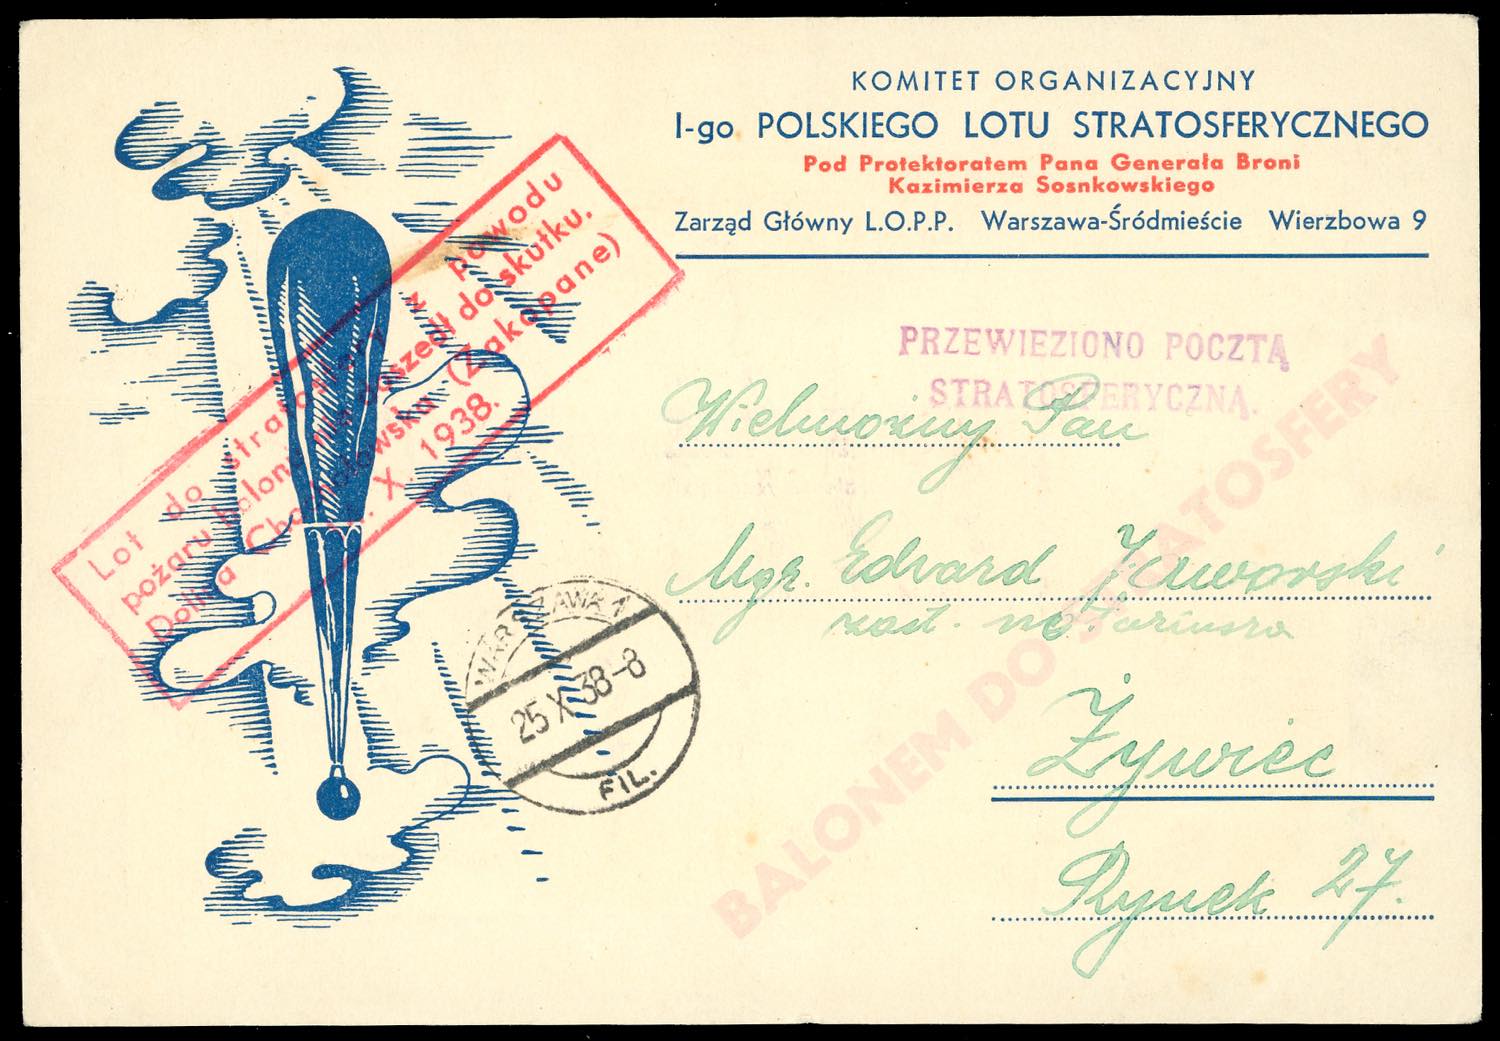 KOMITET ORGANIZACYJNY
I-go POLSKIEGO LOTU STRATOSFERYCZNEGO
Pod Protektoratem Pana Generała Broni
Kazimierza Sosnkowskiego
Zarząd Główny L.O.P.P. Warszawa-Śródmieście Wierzbowa 9
Lot do stratosfery z powodu
pożaru balonu nie doszedł do skutku.
Dolina Chochołowska (Zakopane)
X. 1938.
PRZEWIEZIONO POCZTĄ
STRATOSFERYCZNĄ.
Wielmożny Pan
Mgr. Edward Jaworski
zast. notariusza
Żywiec
Rynek 27.
BALONEM DO STRATOSFERY
WARSZAWA 1
25 X 38-8
FIL.